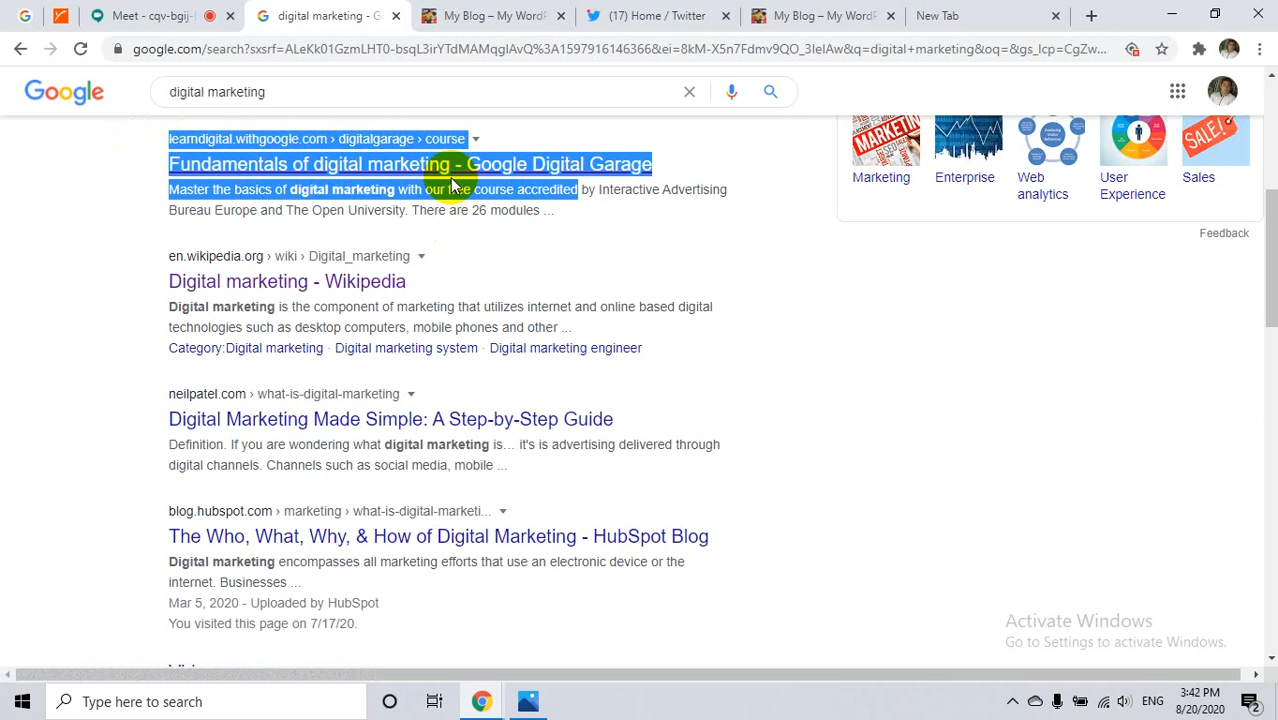 Meet - cqv-bgij-
digital marketing - G
My Blog – My WordP
(17) Home / Twitter
My Blog – My WordP
New Tab
google.com/search?sxsrf=ALeKk01GzmLHT0-bsqL3irYTdMAMqglAvQ%3A1597916146366&ei=8kM-X5n7Fdmv9QO_3IelAw&q=digital+marketing&oq=&gs_lcp=CgZw...
Google
digital marketing
learndigital.withgoogle.com › digitalgarage › course
Fundamentals of digital marketing - Google Digital Garage
Master the basics of digital marketing with our free course accredited by Interactive Advertising
Bureau Europe and The Open University. There are 26 modules ...
MARKETING
SALE!
Marketing
Enterprise
Web
analytics
User
Experience
Sales
Feedback
en.wikipedia.org › wiki › Digital_marketing
Digital marketing - Wikipedia
Digital marketing is the component of marketing that utilizes internet and online based digital
technologies such as desktop computers, mobile phones and other ...
Category:Digital marketing · Digital marketing system · Digital marketing engineer
neilpatel.com › what-is-digital-marketing
Digital Marketing Made Simple: A Step-by-Step Guide
Definition. If you are wondering what digital marketing is… it's is advertising delivered through
digital channels. Channels such as social media, mobile ...
blog.hubspot.com › marketing › what-is-digital-marketi...
The Who, What, Why, & How of Digital Marketing - HubSpot Blog
Digital marketing encompasses all marketing efforts that use an electronic device or the
internet. Businesses ...
Mar 5, 2020 - Uploaded by HubSpot
You visited this page on 7/17/20.
Activate Windows
Go to Settings to activate Windows.
Type here to search
ENG
3:42 PM
8/20/2020
2